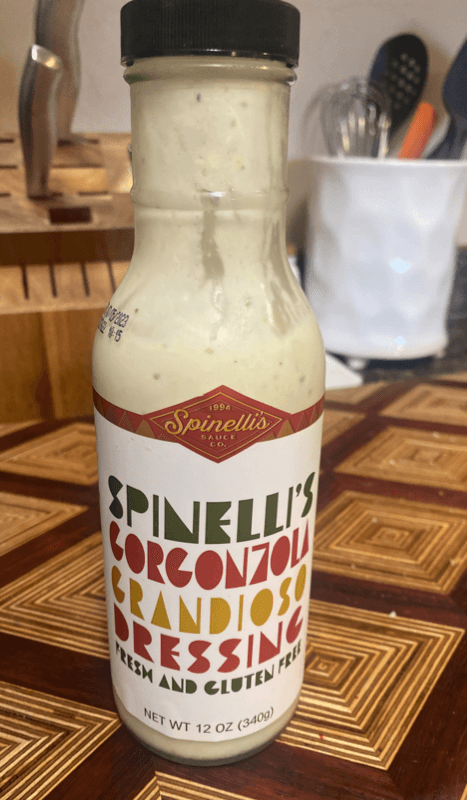 1994
Spinelli's
SAUCE
CO.
SPINELLI'S
GORGONZOLA
GRANDIOSO
DRESSING
FRESH AND GLUTEN FREE
NET WT 12 OZ (340g)